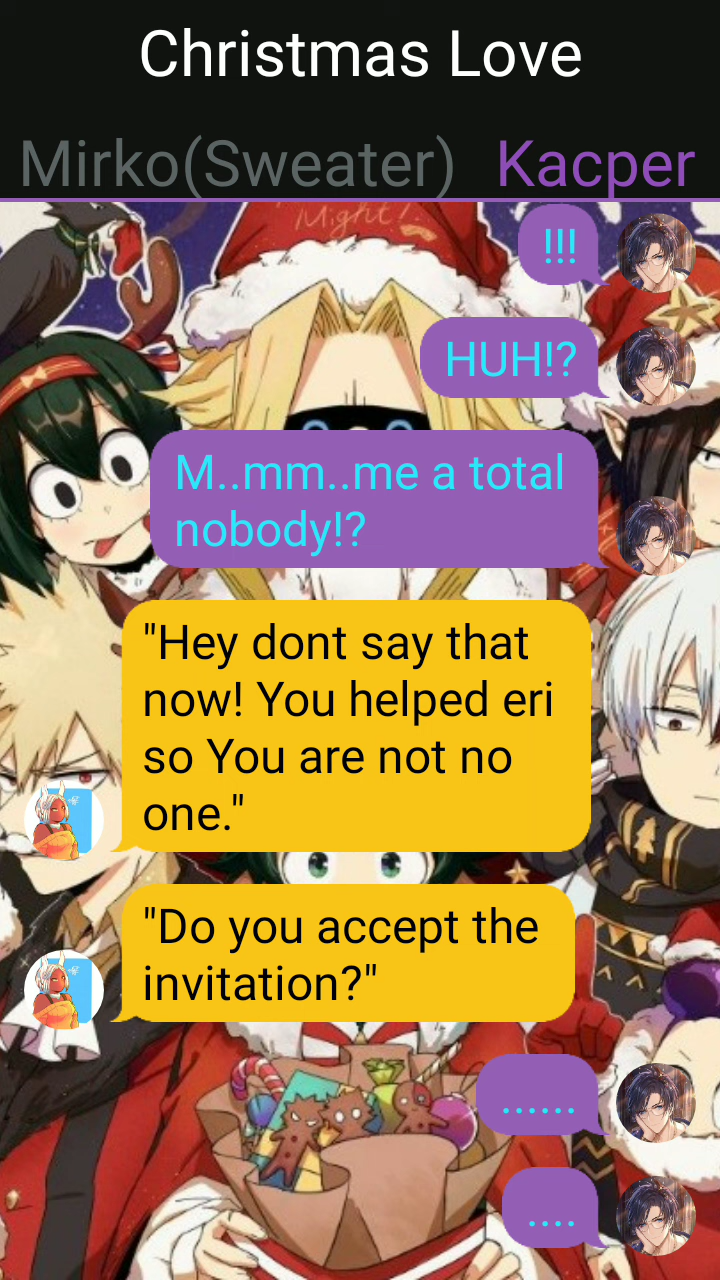 Christmas Love
Mirko(Sweater) Kacper
Might!
!!!
HUH!?
M..mm..me a total
nobody!?
"Hey dont say that
now! You helped eri
so You are not no
one."
"Do you accept the
invitation?"
......
....